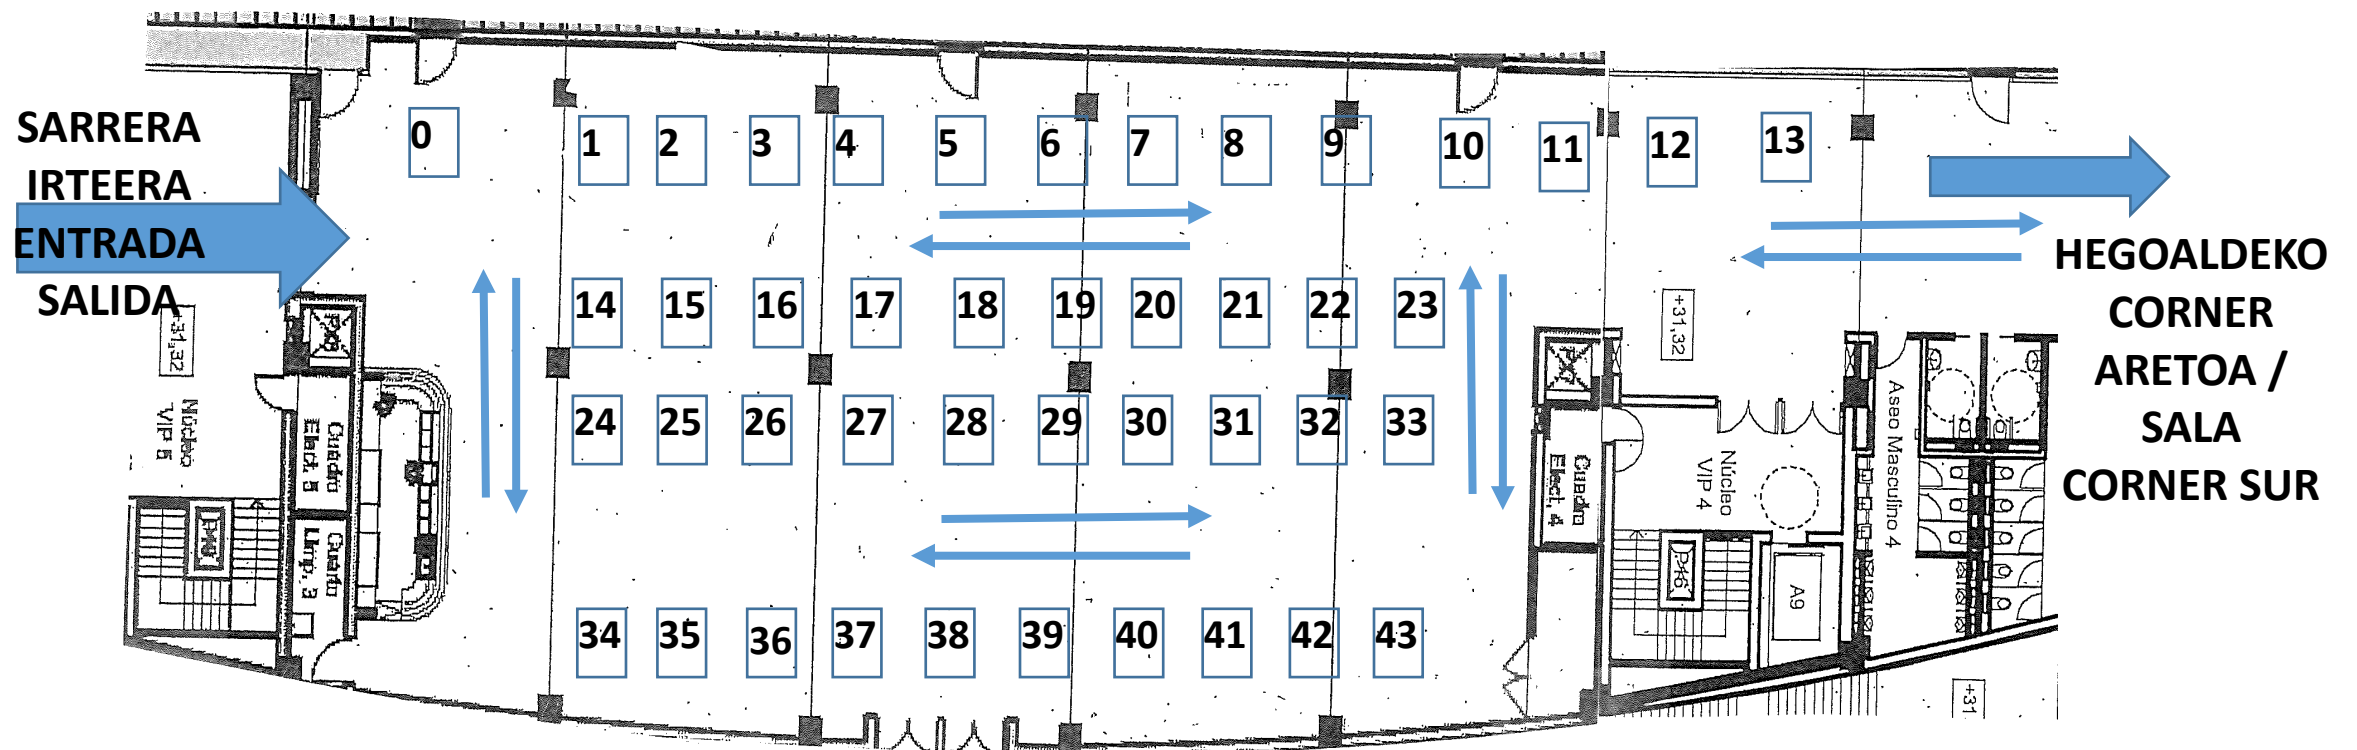 SARRERA
IRTEERA
ENTRADA
SALIDA
0 1 2 3 4 5 6 7 8 9 10 11 12 13
14 15 16 17 18 19 20 21 22 23
24 25 26 27 28 29 30 31 32 33
34 35 36 37 38 39 40 41 42 43
HEGOALDEKO
CORNER
ARETOA /
SALA
CORNER SUR
+31,32
Núcleo
VIP 5
Cuadro
Elect. 5
Cuarto
Limp. 3
Cuadro
Elect. 4
+31,32
Núcleo
VIP 4
P46
A9
Aseo Masculino 4
+31